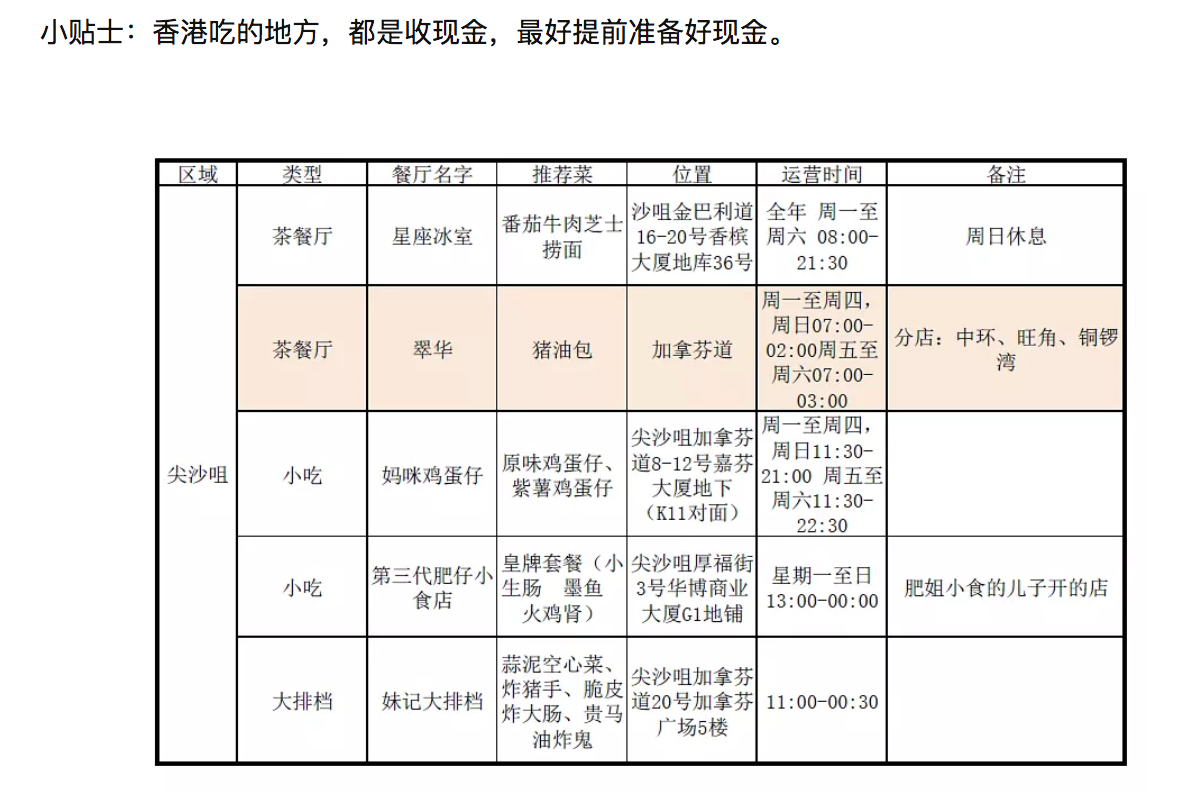 小贴士：香港吃的地方，都是收现金，最好提前准备好现金。
区域 类型 餐厅名字 推荐菜 位置 运营时间 备注
尖沙咀
茶餐厅
星座冰室
番茄牛肉芝士
捞面
沙咀金巴利道
16-20号香槟
大厦地库36号
全年 周一至
周六 08:00-
21:30
周日休息
茶餐厅
翠华
猪油包
加拿芬道
周一至周四，
周日07:00-
02:00周五至
周六07:00-
03:00
分店：中环、旺角、铜锣
湾
小吃
妈咪鸡蛋仔
原味鸡蛋仔、
紫薯鸡蛋仔
尖沙咀加拿芬
道8-12号嘉芬
大厦地下
（K11对面）
周一至周四，
周日11:30-
21:00 周五至
周六11:30-
22:30
小吃
第三代肥仔小
食店
皇牌套餐（小
生肠 墨鱼
火鸡肾）
尖沙咀厚福街
3号华博商业
大厦G1地铺
星期一至日
13:00-00:00
肥姐小食的儿子开的店
大排档
妹记大排档
蒜泥空心菜、
炸猪手、脆皮
炸大肠、贵马
油炸鬼
尖沙咀加拿芬
道20号加拿芬
广场5楼
11:00-00:30